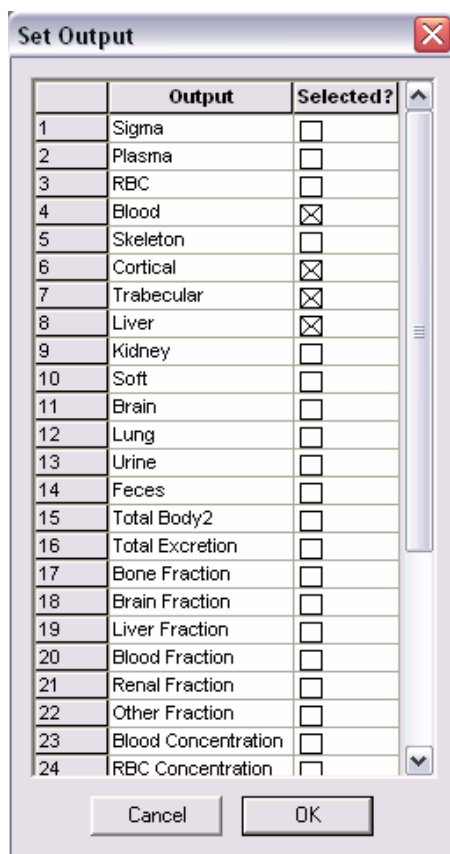 Set Output
Output Selected?
1 Sigma
2 Plasma
3 RBC
4 Blood
5 Skeleton
6 Cortical
7 Trabecular
8 Liver
9 Kidney
10 Soft
11 Brain
12 Lung
13 Urine
14 Feces
15 Total Body2
16 Total Excretion
17 Bone Fraction
18 Brain Fraction
19 Liver Fraction
20 Blood Fraction
21 Renal Fraction
22 Other Fraction
23 Blood Concentration
24 RBC Concentration
Cancel OK